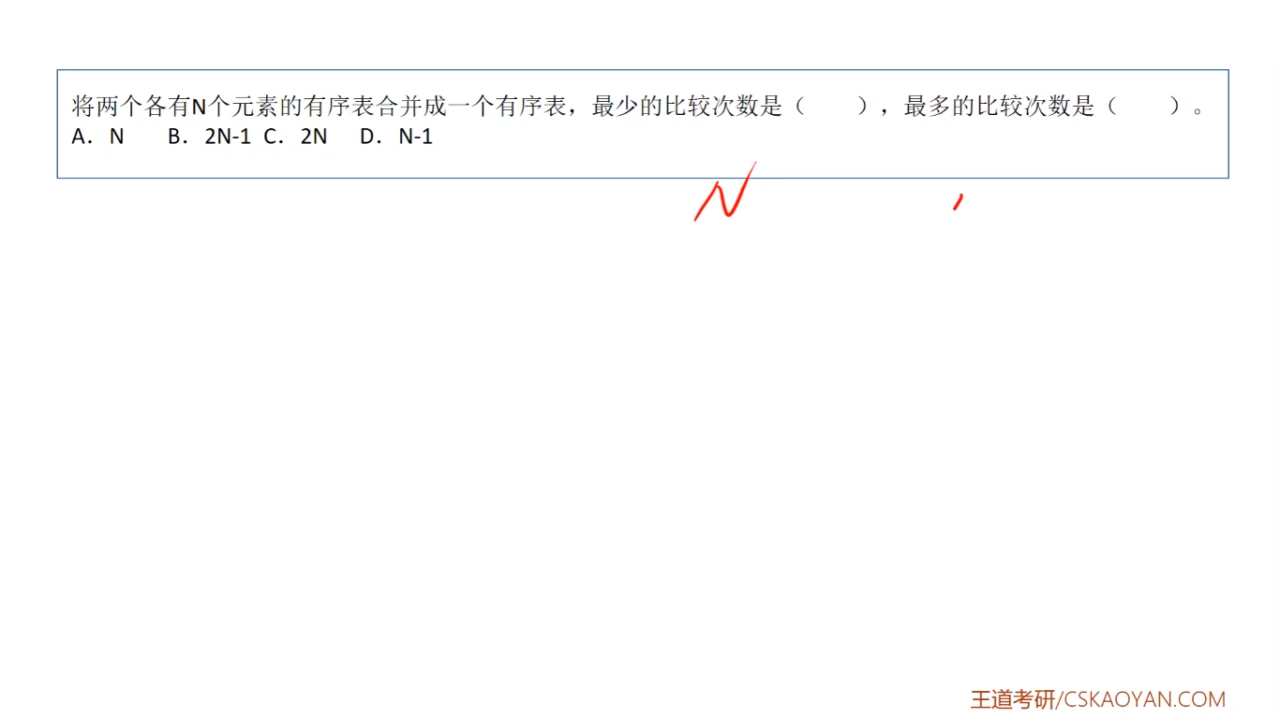 将两个各有N个元素的有序表合并成一个有序表，最少的比较次数是（　　），最多的比较次数是（　　）。
A． N　B． 2N-1 C． 2N　D． N-1
N
王道考研/CSKAOYAN.COM